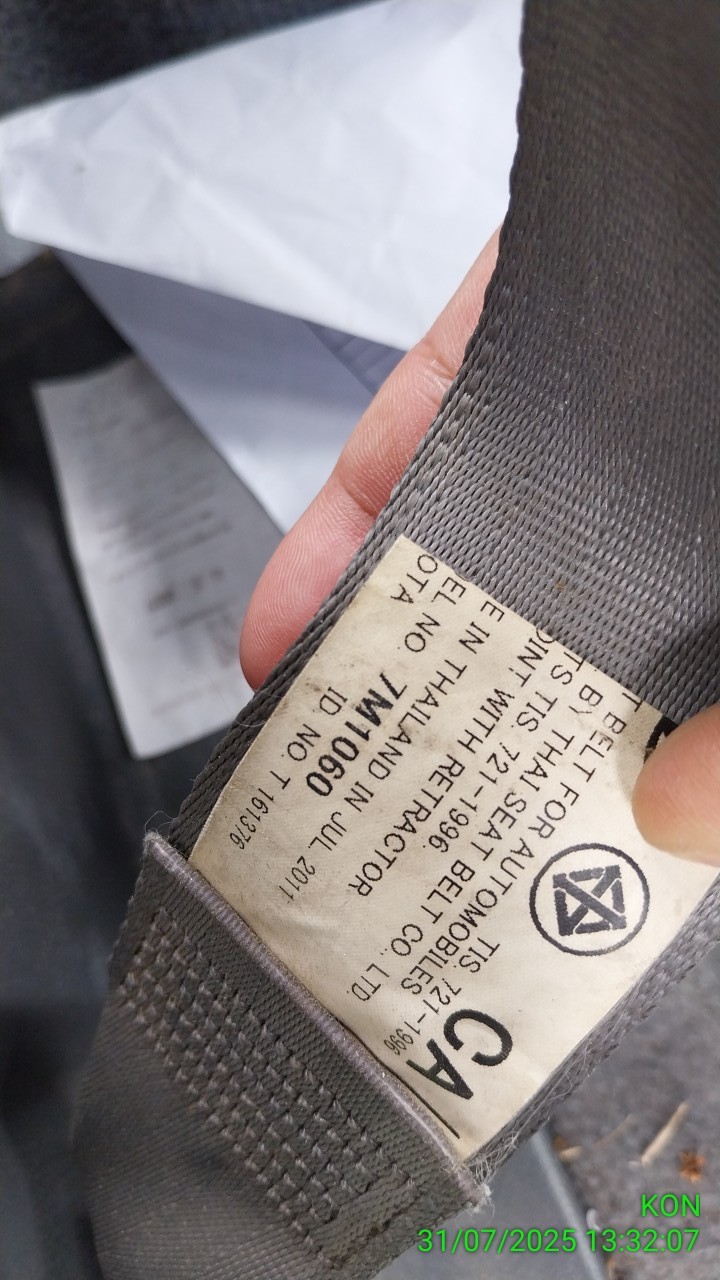 T BELT FOR AUTOMOBILES
BY THAI SEAT BELT CO., LTD.
TS TIS. 721-1996
OINT WITH RETRACTOR
E IN THAILAND IN JUL. 2011
EL NO. 7M1060
OTA
ID NO. T 161376
TIS. 721-1996
CA
KON
31/07/2025 13:32:07